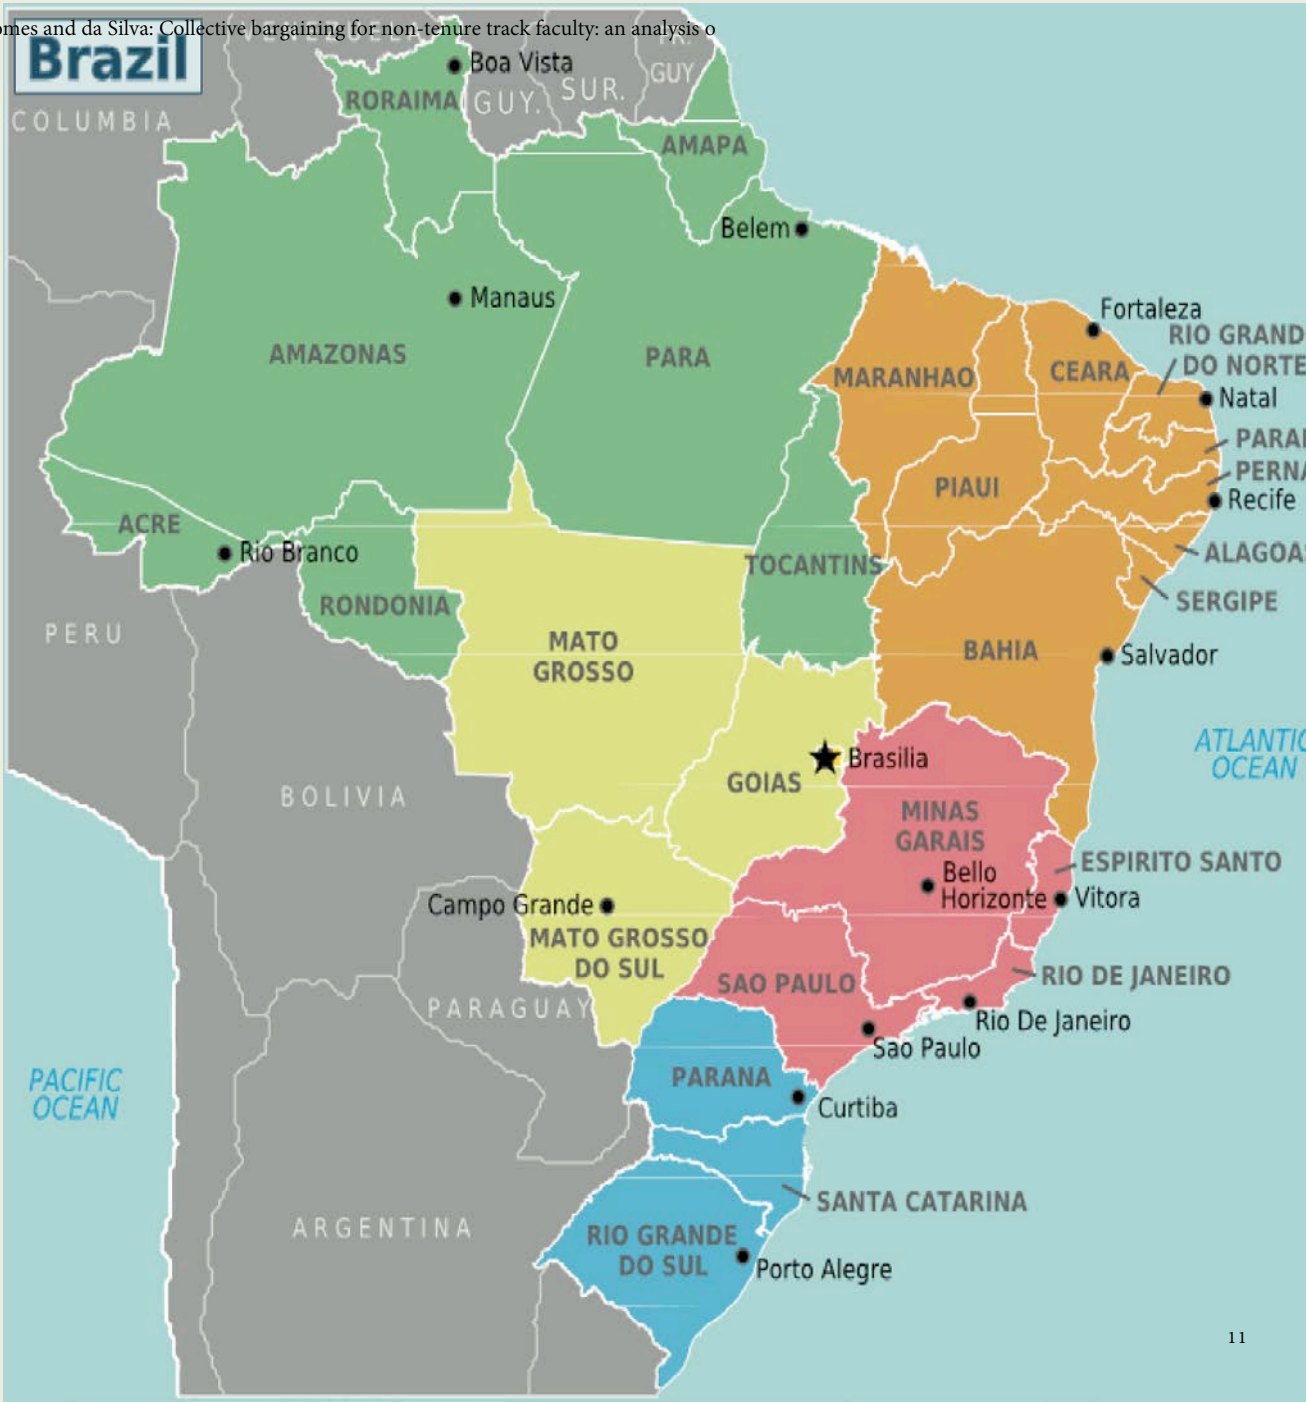 omes and da Silva: Collective bargaining for non-tenure track faculty: an analysis o
Brazil
VENEZUELA
FR.
GUY
SUR.
GUY.
COLUMBIA
Boa Vista
RORAIMA
AMAPA
Belem
Manaus
AMAZONAS
PARA
MARANHAO
CEARA
Fortaleza
RIO GRAND
DO NORTE
Natal
PARAI
PERNA
Recife
PIAUI
ACRE
Rio Branco
TOCANTINS
ALAGOAS
SERGIPE
RONDONIA
PERU
MATO
GROSSO
BAHIA
Salvador
ATLANTIC
OCEAN
Brasilia
GOIAS
BOLIVIA
MINAS
GARAIS
Bello
Horizonte
ESPIRITO SANTO
Vitora
Campo Grande
MATO GROSSO
DO SUL
SAO PAULO
RIO DE JANEIRO
Rio De Janeiro
PARAGUAY
Sao Paulo
PACIFIC
OCEAN
PARANA
Curtiba
SANTA CATARINA
ARGENTINA
RIO GRANDE
DO SUL
Porto Alegre
11